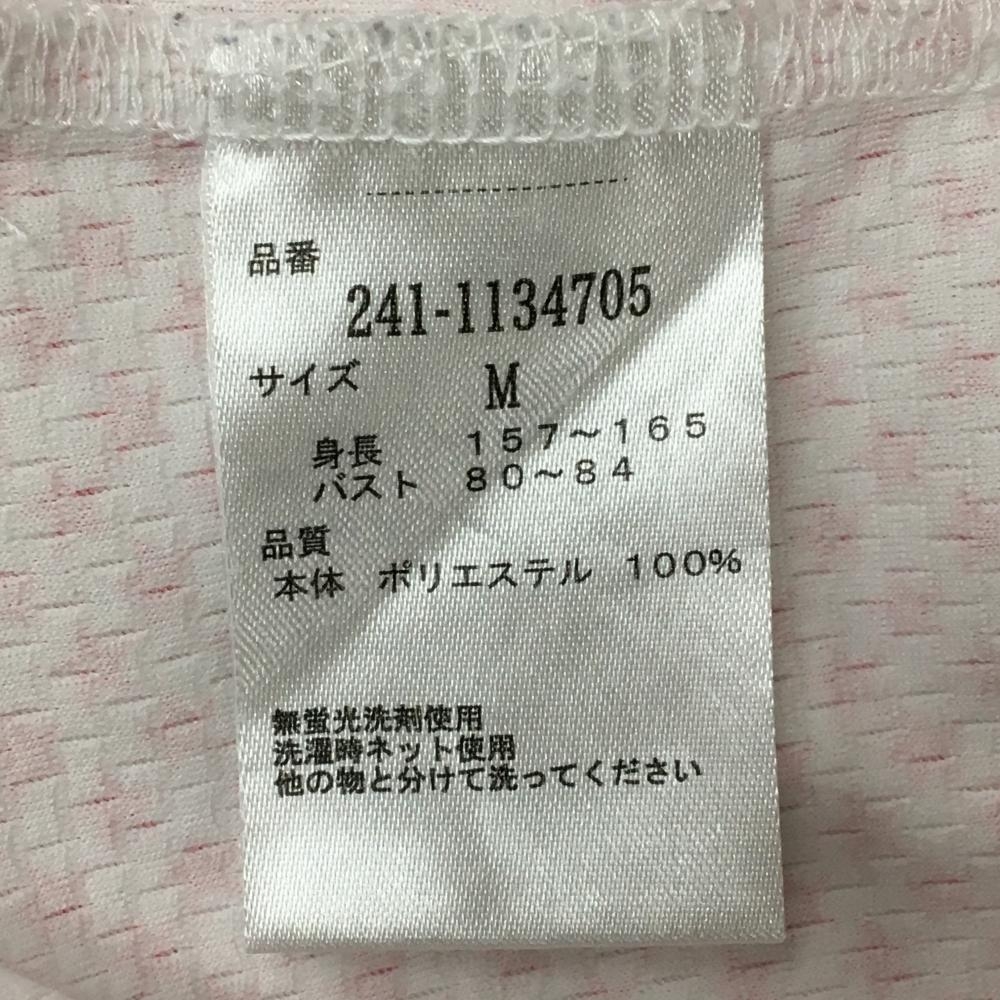 品番
241-1134705
サイズ M
身長 157~165
バスト 80~84
品質
本体 ポリエステル 100%
無蛍光洗剤使用
洗濯時ネット使用
他の物と分けて洗ってください